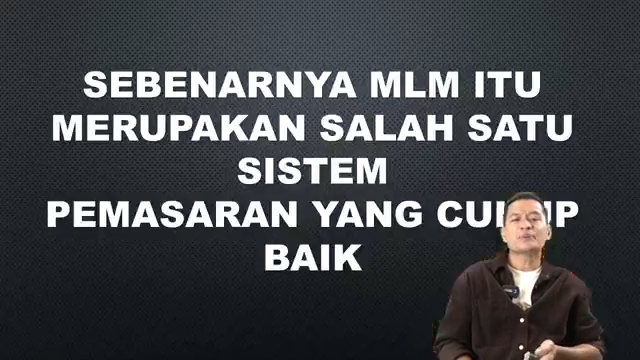 SEBENARNYA MLM ITU
MERUPAKAN SALAH SATU
SISTEM
PEMASARAN YANG
BAIK